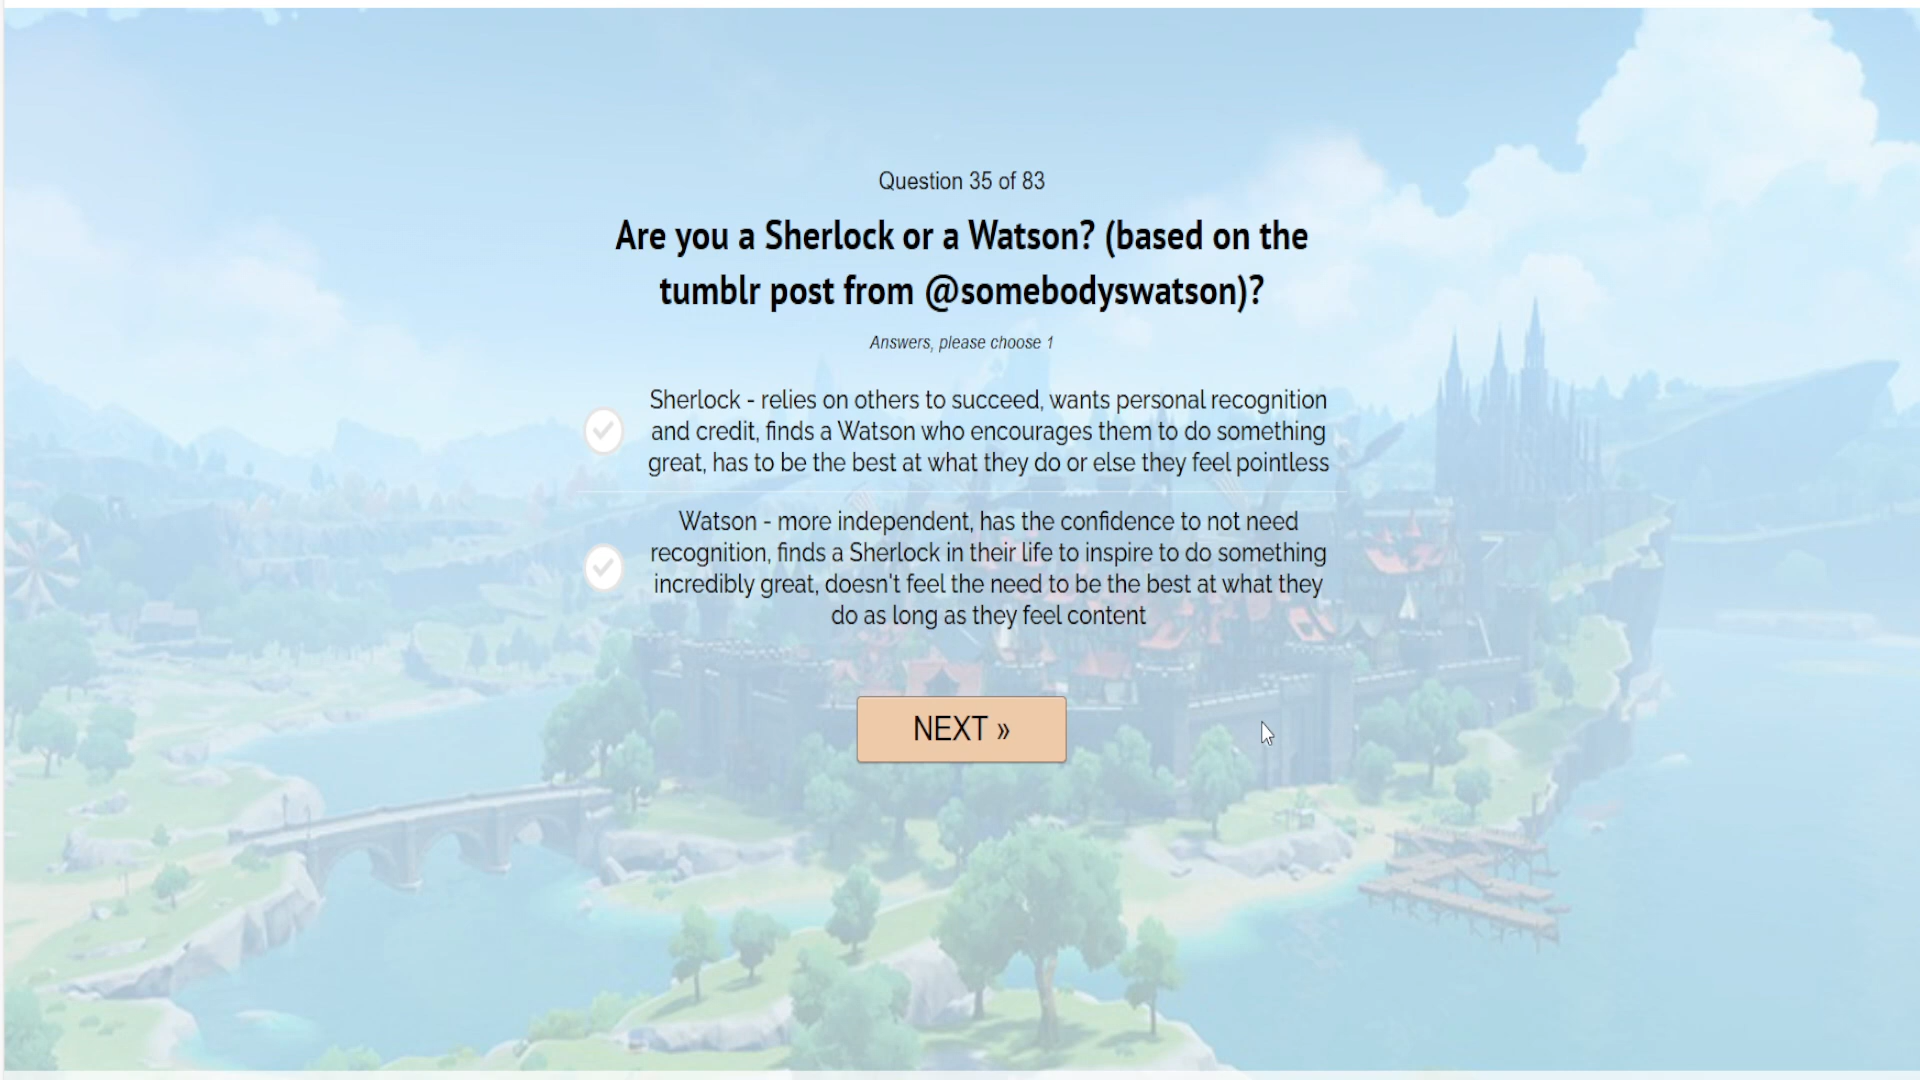 Question 35 of 83
Are you a Sherlock or a Watson? (based on the
tumblr post from @somebodyswatson)?
Answers, please choose 1
Sherlock - relies on others to succeed, wants personal recognition
and credit, finds a Watson who encourages them to do something
great, has to be the best at what they do or else they feel pointless
Watson - more independent, has the confidence to not need
recognition, finds a Sherlock in their life to inspire to do something
incredibly great, doesn't feel the need to be the best at what they
do as long as they feel content
NEXT »